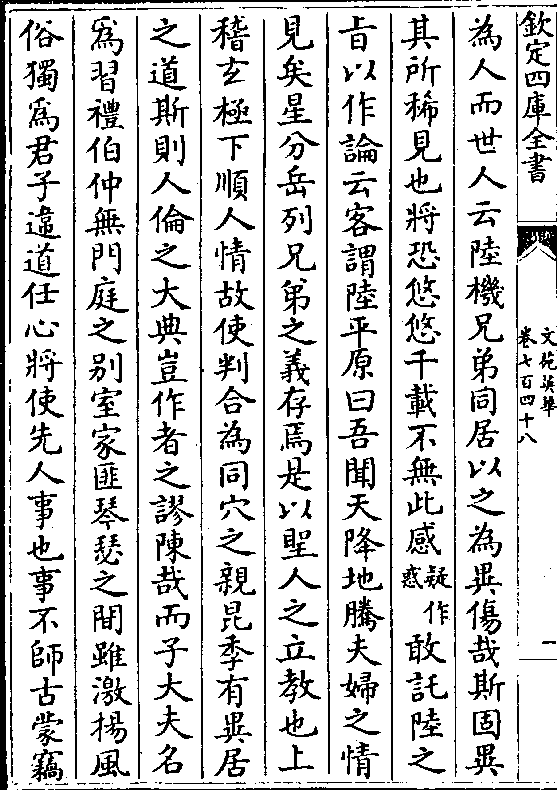 欽定四庫全書
文苑英華
卷七百四十八
一
為人而世人云陸機兄弟同居以之為異傷哉斯固異
其所稀見也將恐悠悠千載不無此感疑作惑敢託陸之
旨以作論云客謂陸平原曰吾聞天降地騰夫婦之情
見矣星分岳列兄弟之義存焉是以聖人之立教也上
稽玄極下順人情故使判合為同穴之親昆季有異居
之道斯則人倫之大典豈作者之謬陳哉而子大夫名
為習禮伯仲無門庭之别室家匪琴瑟之間雖激揚風
俗獨為君子違道任心將使先人事也事不師古蒙竊